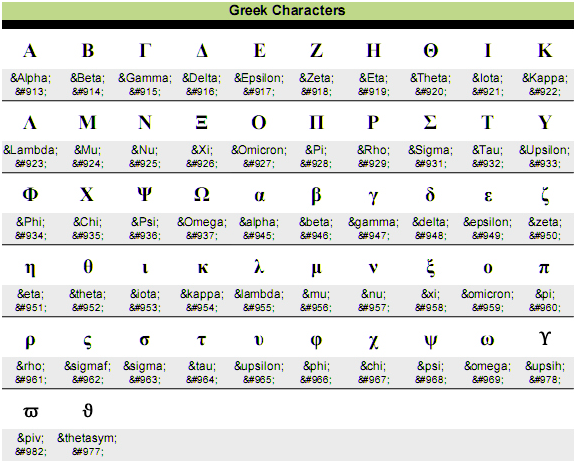 Greek Characters
Α Β Γ Δ Ε Ζ Η Θ Ι Κ
&Alpha; &Beta; &Gamma; &Delta; &Epsilon; &Zeta; &Eta; &Theta; &Iota; &Kappa;
&#913; &#914; &#915; &#916; &#917; &#918; &#919; &#920; &#921; &#922;
Λ Μ Ν Ξ Ο Π Ρ Σ Τ Υ
&Lambda; &Mu; &Nu; &Xi; &Omicron; &Pi; &Rho; &Sigma; &Tau; &Upsilon;
&#923; &#924; &#925; &#926; &#927; &#928; &#929; &#931; &#932; &#933;
Φ Χ Ψ Ω α β γ δ ε ζ
&Phi; &Chi; &Psi; &Omega; &alpha; &beta; &gamma; &delta; &epsilon; &zeta;
&#934; &#935; &#936; &#937; &#945; &#946; &#947; &#948; &#949; &#950;
η θ ι κ λ μ ν ξ ο π
&eta; &theta; &iota; &kappa; &lambda; &mu; &nu; &xi; &omicron; &pi;
&#951; &#952; &#953; &#954; &#955; &#956; &#957; &#958; &#959; &#960;
ρ ς σ τ υ φ χ ψ ω ϒ
&rho; &sigmaf; &sigma; &tau; &upsilon; &phi; &chi; &psi; &omega; &upsih;
&#961; &#962; &#963; &#964; &#965; &#966; &#967; &#968; &#969; &#978;
ϖ ϑ
&piv; &thetasym;
&#982; &#977;